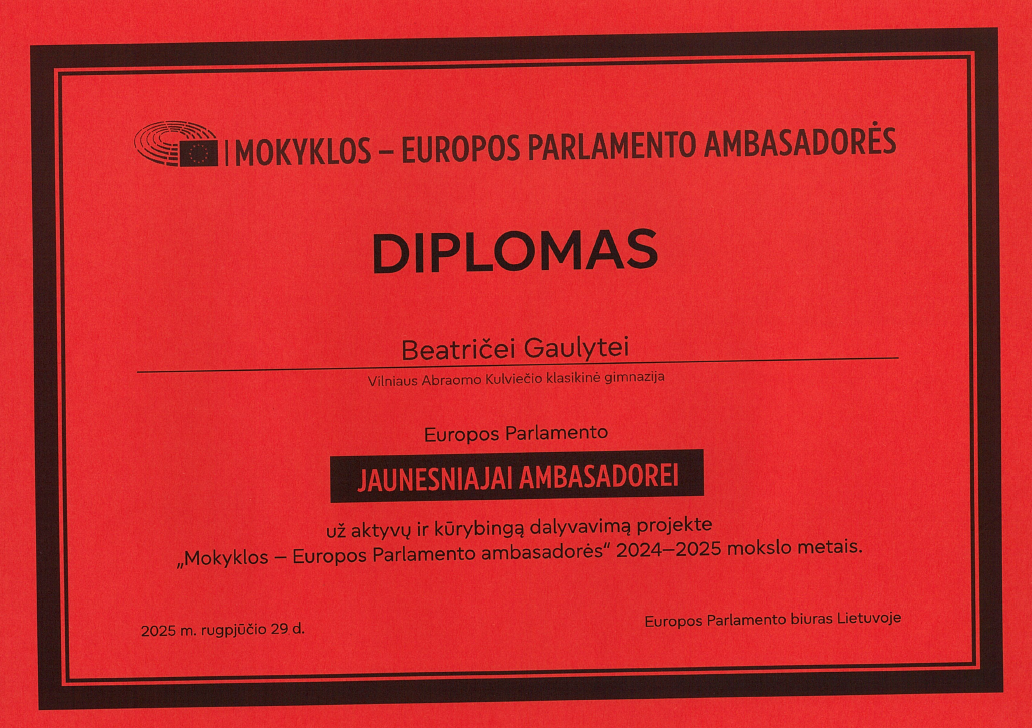 MOKYKLOS – EUROPOS PARLAMENTO AMBASADORĖS
DIPLOMAS
Beatričei Gaulytei
Vilniaus Abraomo Kulviečio klasikinė gimnazija
Europos Parlamento
JAUNESNIAJAI AMBASADOREI
už aktyvų ir kūrybingą dalyvavimą projekte
„Mokyklos – Europos Parlamento ambasadorės“ 2024–2025 mokslo metais.
2025 m. rugpjūčio 29 d.
Europos Parlamento biuras Lietuvoje